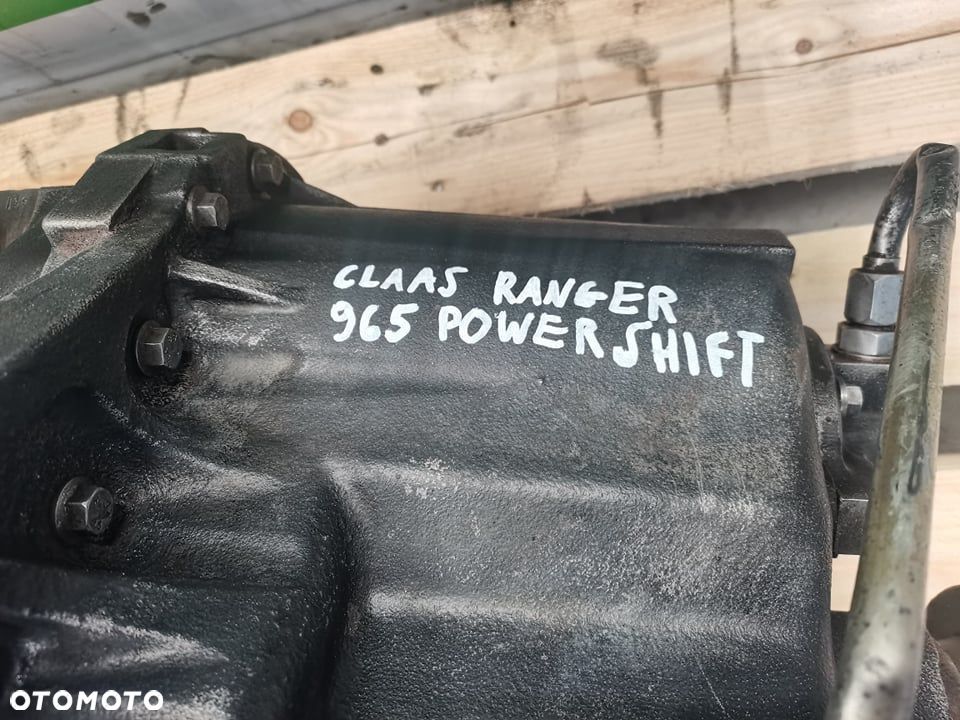 CLAAS RANGER
965 POWERSHIFT
OTOMOTO